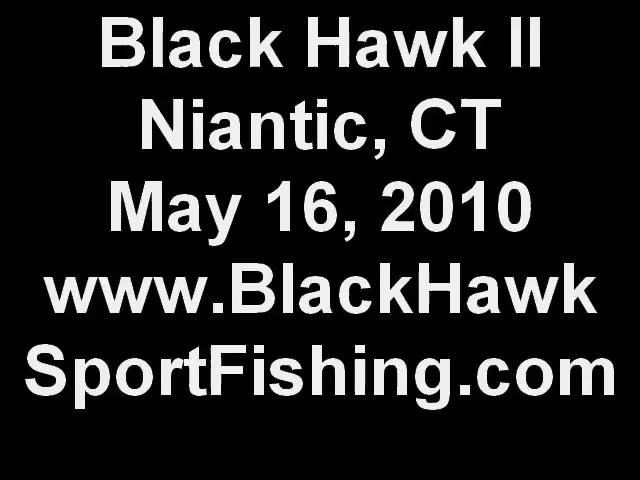 Black Hawk II
Niantic, CT
May 16, 2010
www.BlackHawk
SportFishing.com